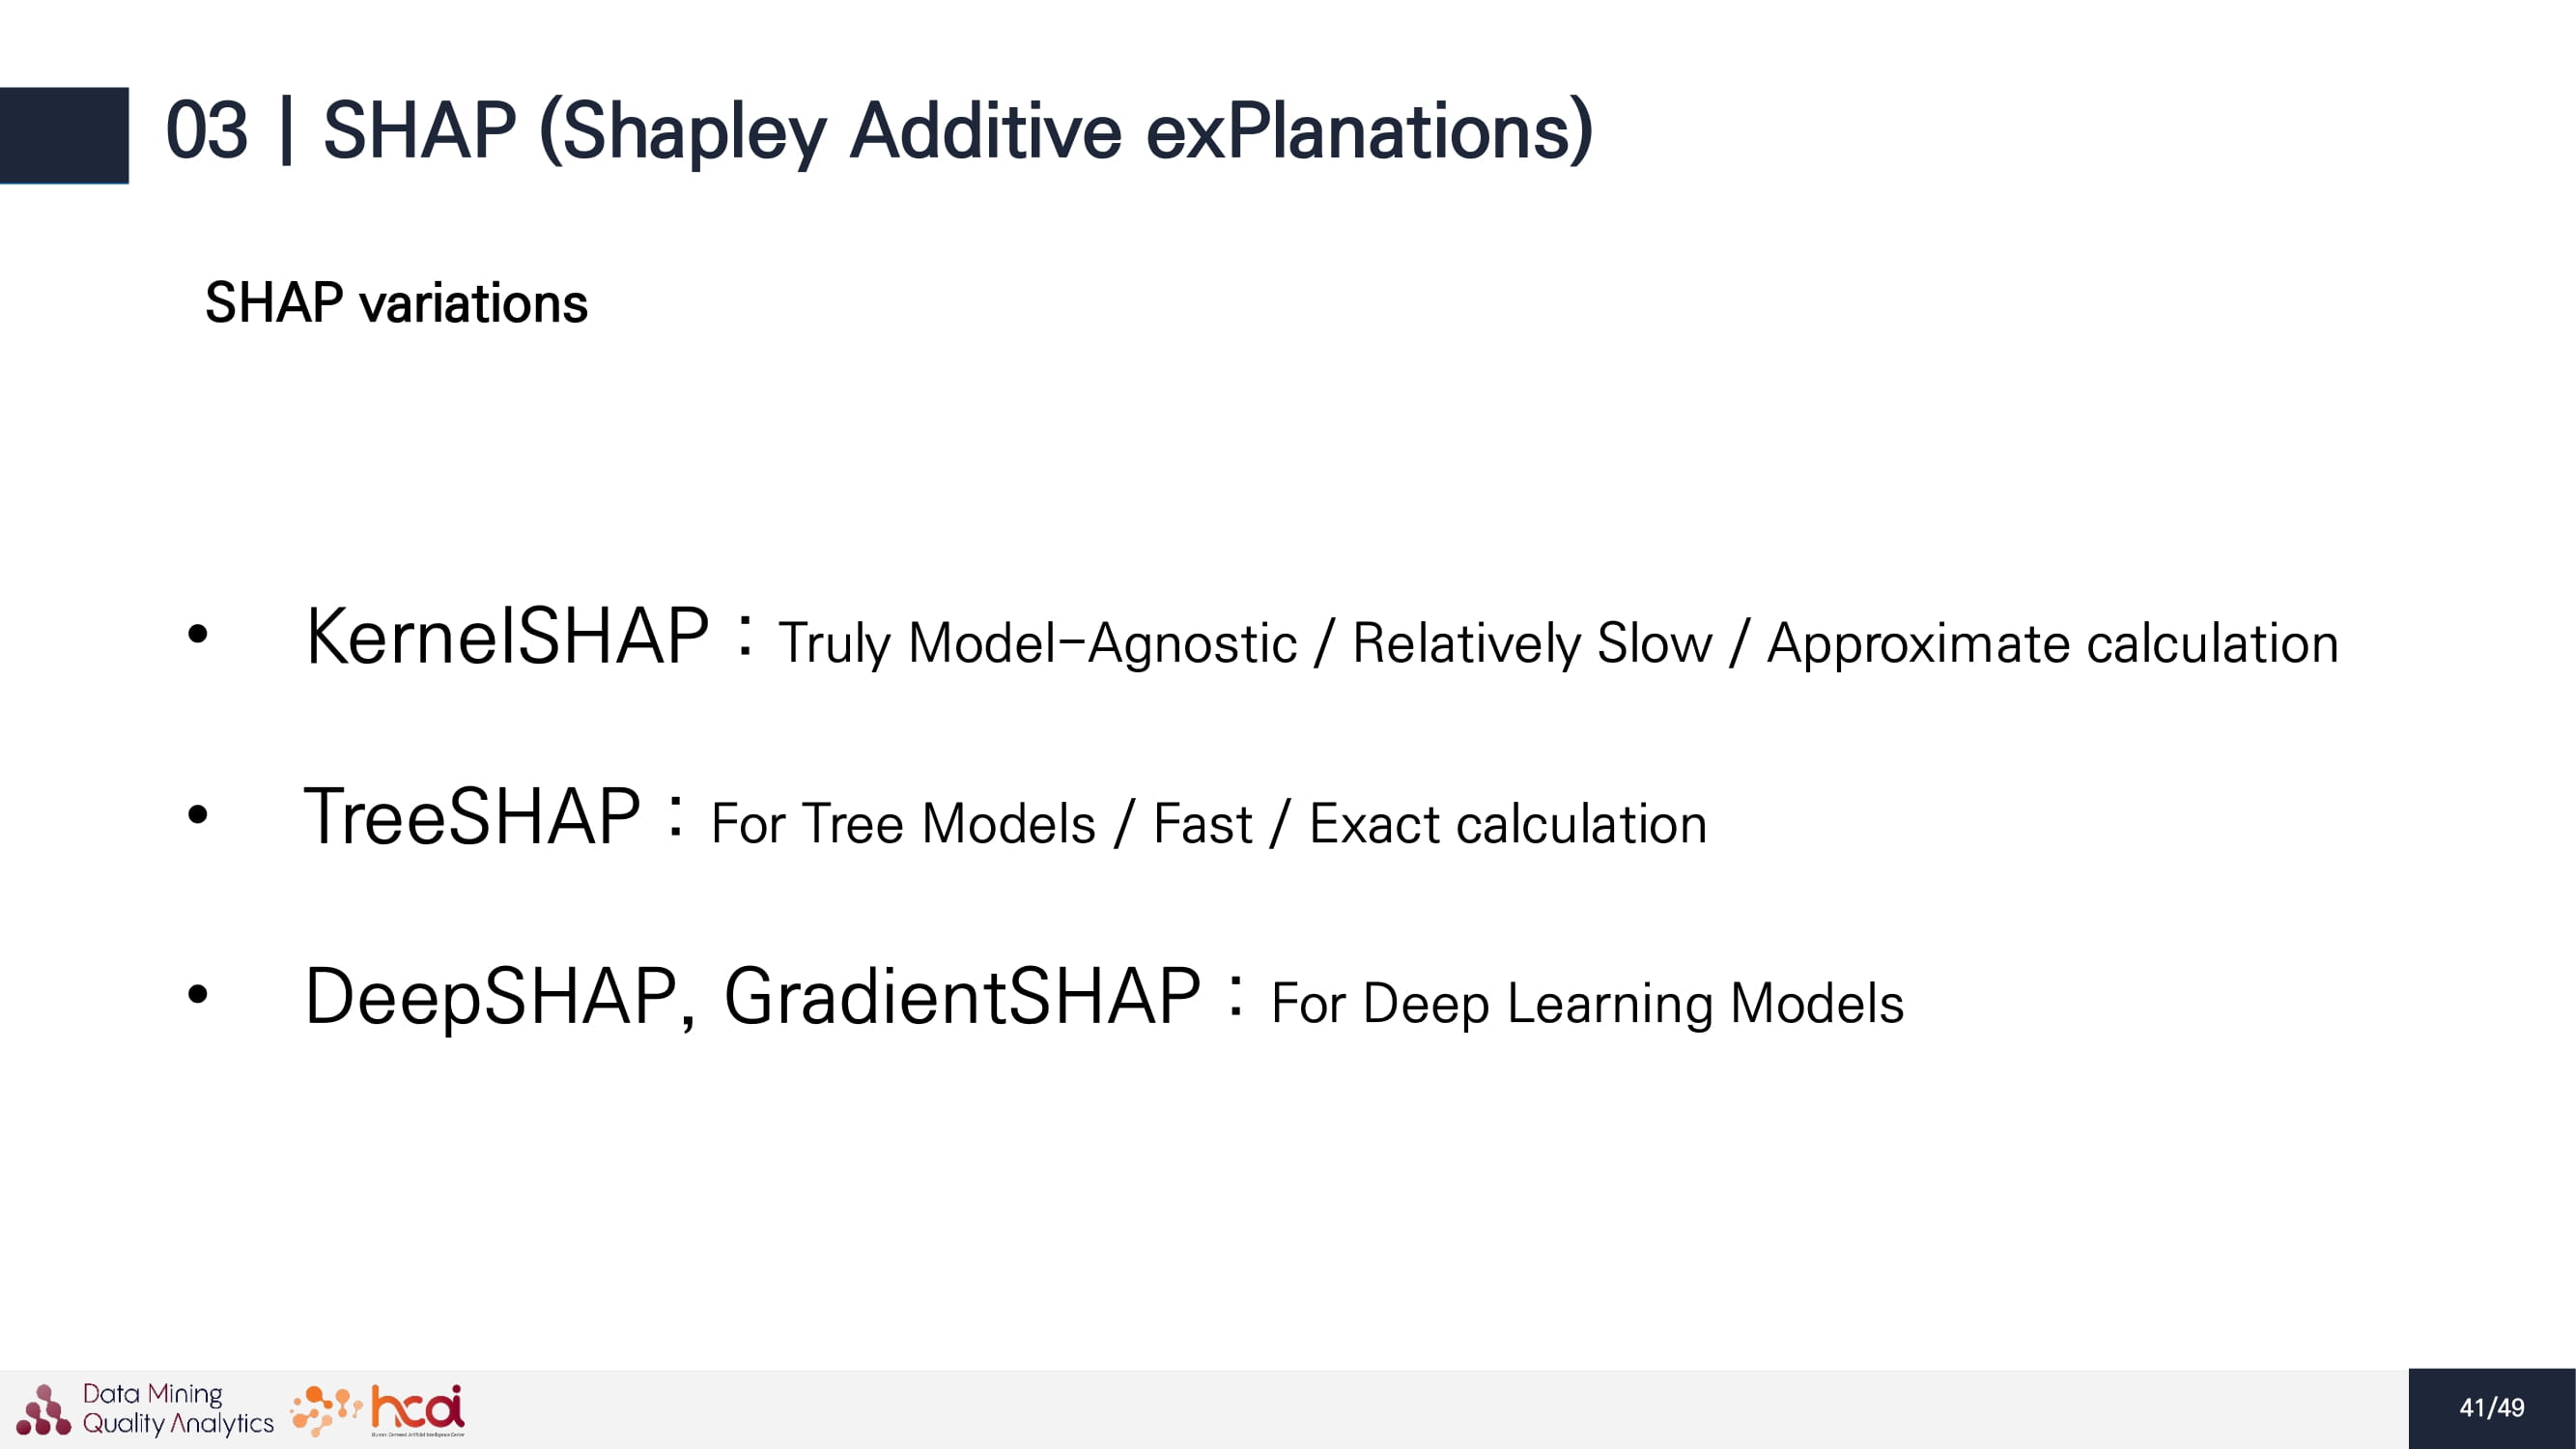 03 | SHAP (Shapley Additive exPlanations)
SHAP variations
• KernelSHAP : Truly Model-Agnostic / Relatively Slow / Approximate calculation
• TreeSHAP : For Tree Models / Fast / Exact calculation
• DeepSHAP, GradientSHAP : For Deep Learning Models
Data Mining
Quality Analytics
hcai
41/49